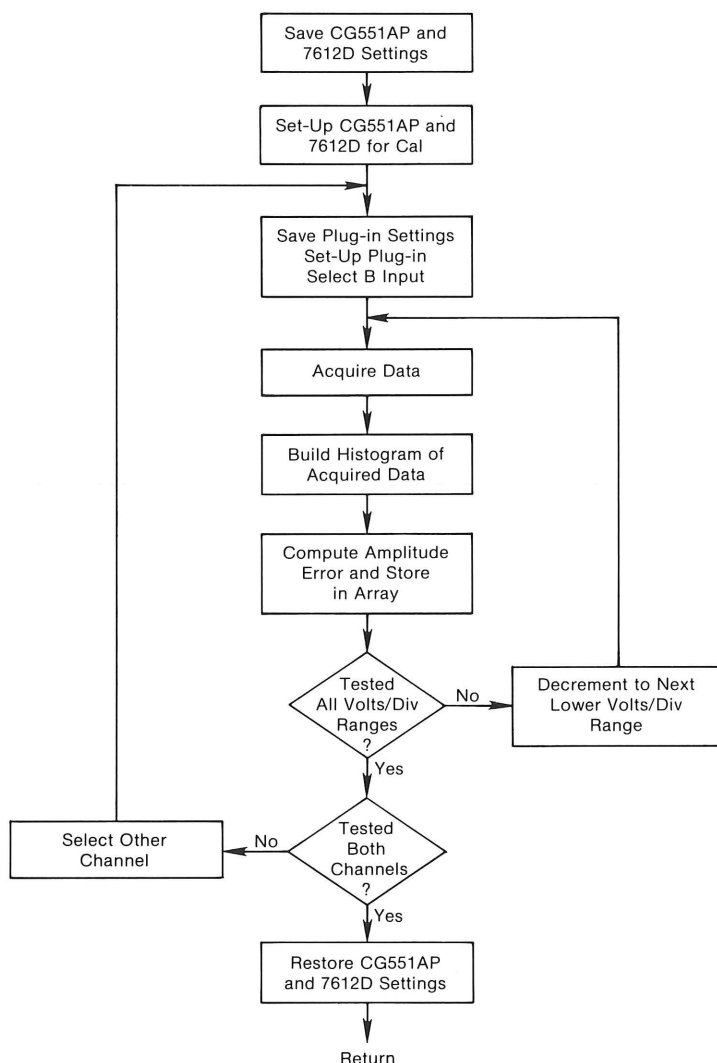 Save CG551AP and
7612D Settings
Set-Up CG551AP and
7612D for Cal
Save Plug-in Settings
Set-Up Plug-in
Select B Input
Acquire Data
Build Histogram of
Acquired Data
Compute Amplitude
Error and Store
in Array
Tested
All Volts/Div
Ranges
?
No
Decrement to Next
Lower Volts/Div
Range
Yes
Tested
Both
Channels
?
No
Select Other
Channel
Yes
Restore CG551AP
and 7612D Settings
Return